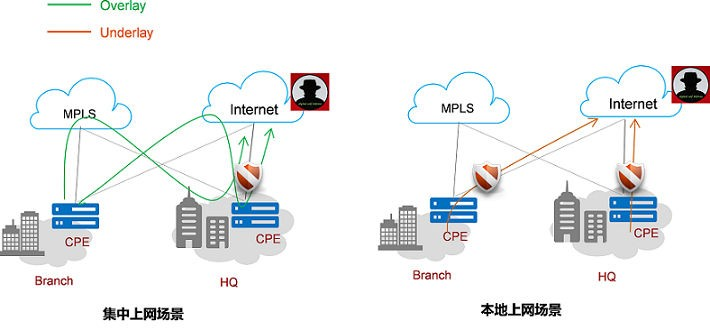 Overlay
Underlay
MPLS
Internet
CPE
CPE
Branch
HQ
集中上网场景
MPLS
Internet
CPE
CPE
Branch
HQ
本地上网场景